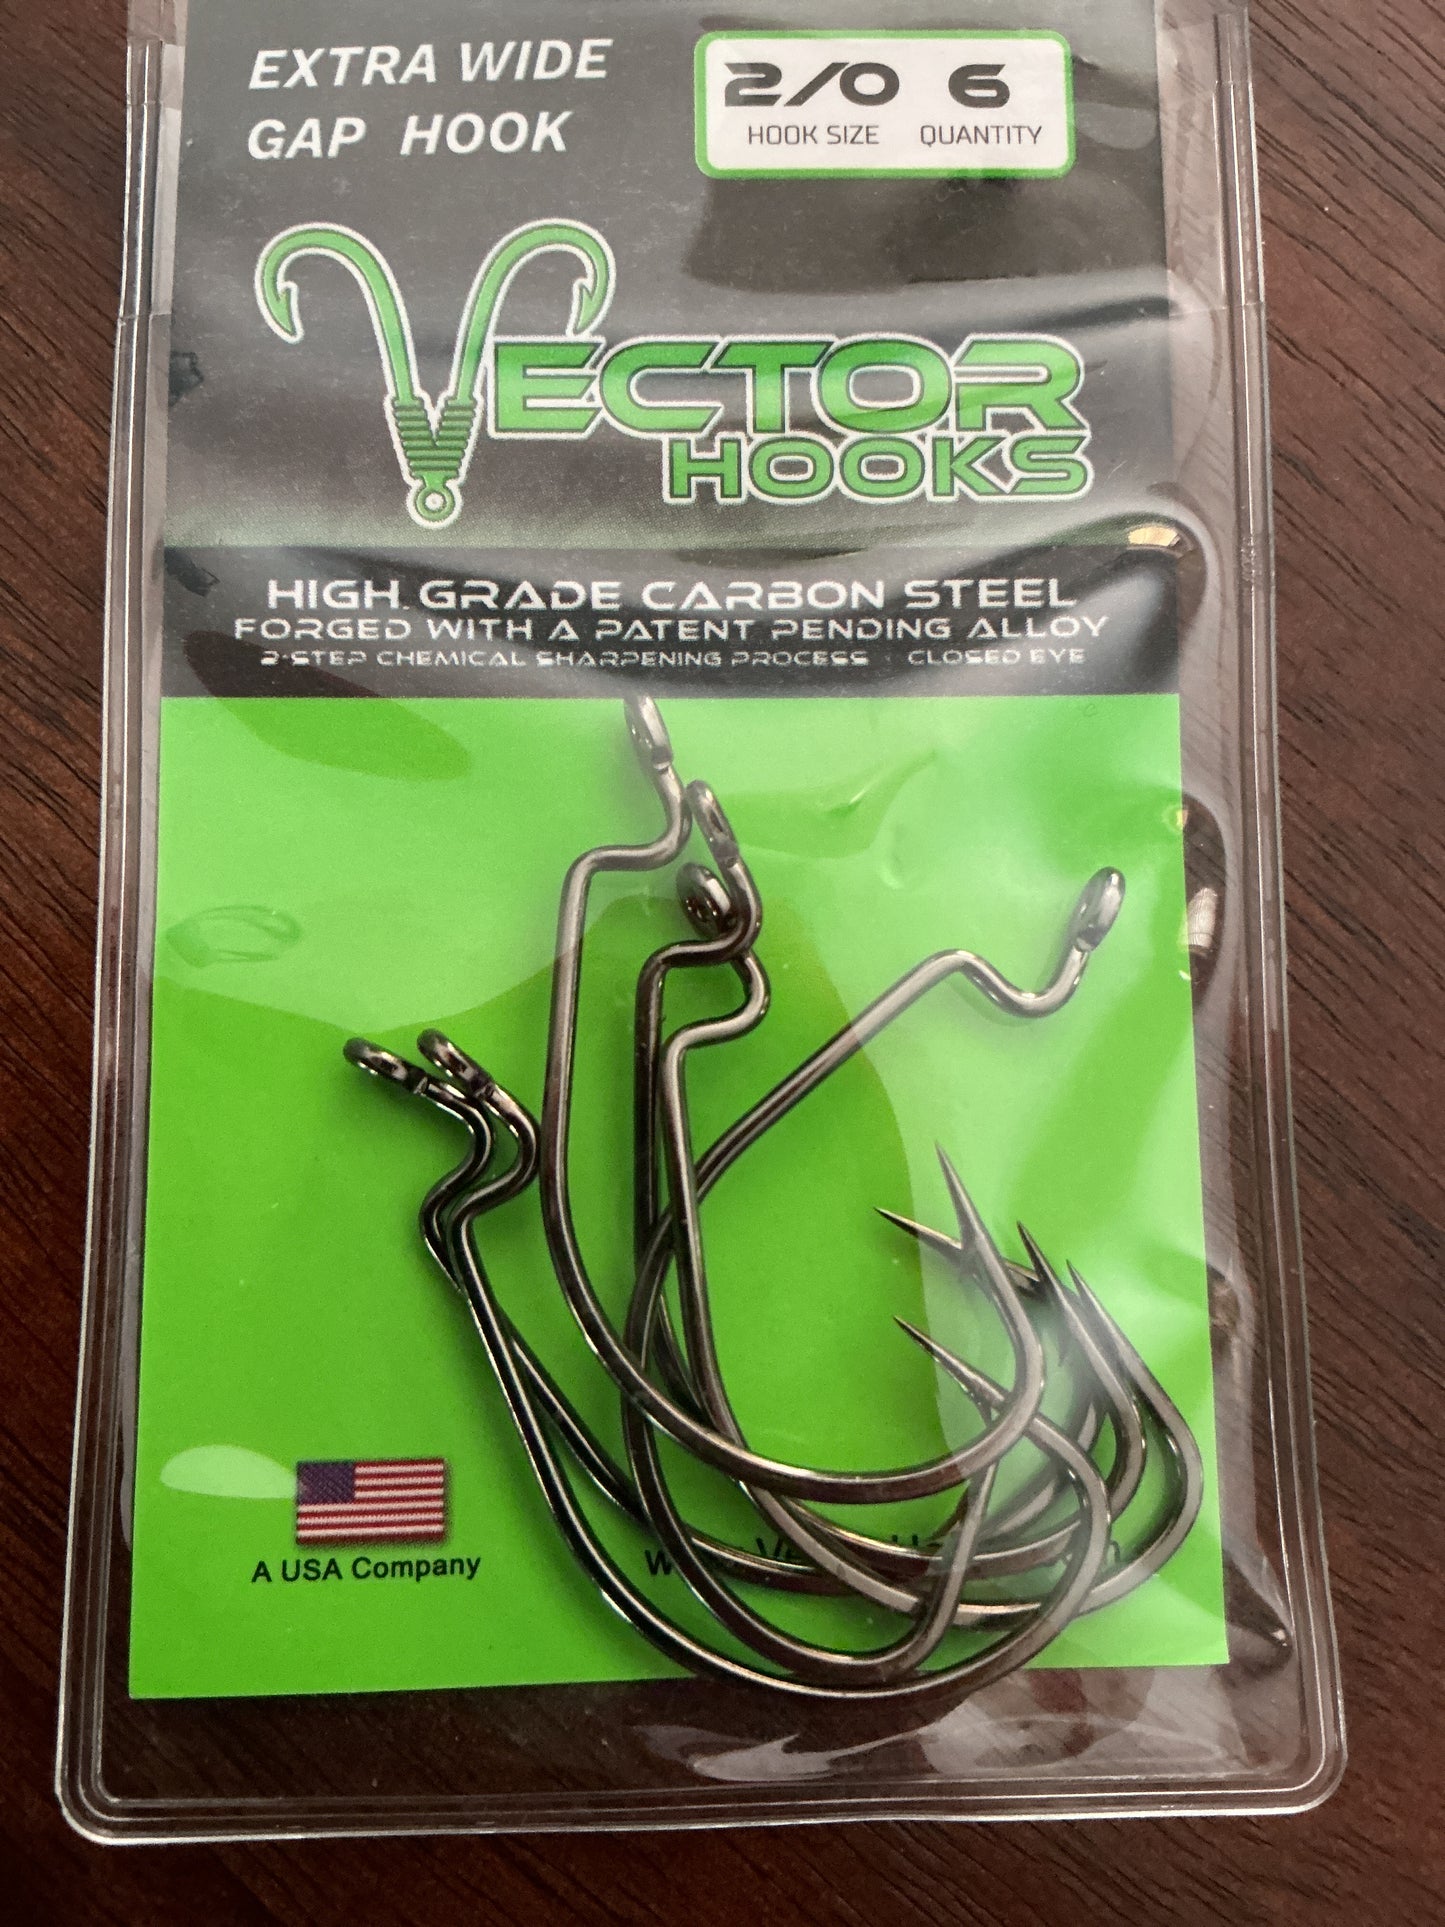 EXTRA WIDE
GAP HOOK
2/0 6
HOOK SIZE QUANTITY
VECTOR
HOOKS
HIGH GRADE CARBON STEEL
FORGED WITH A PATENT PENDING ALLOY
2-STEP CHEMICAL SHARPENING PROCESS CLOSED EYE
A USA Company